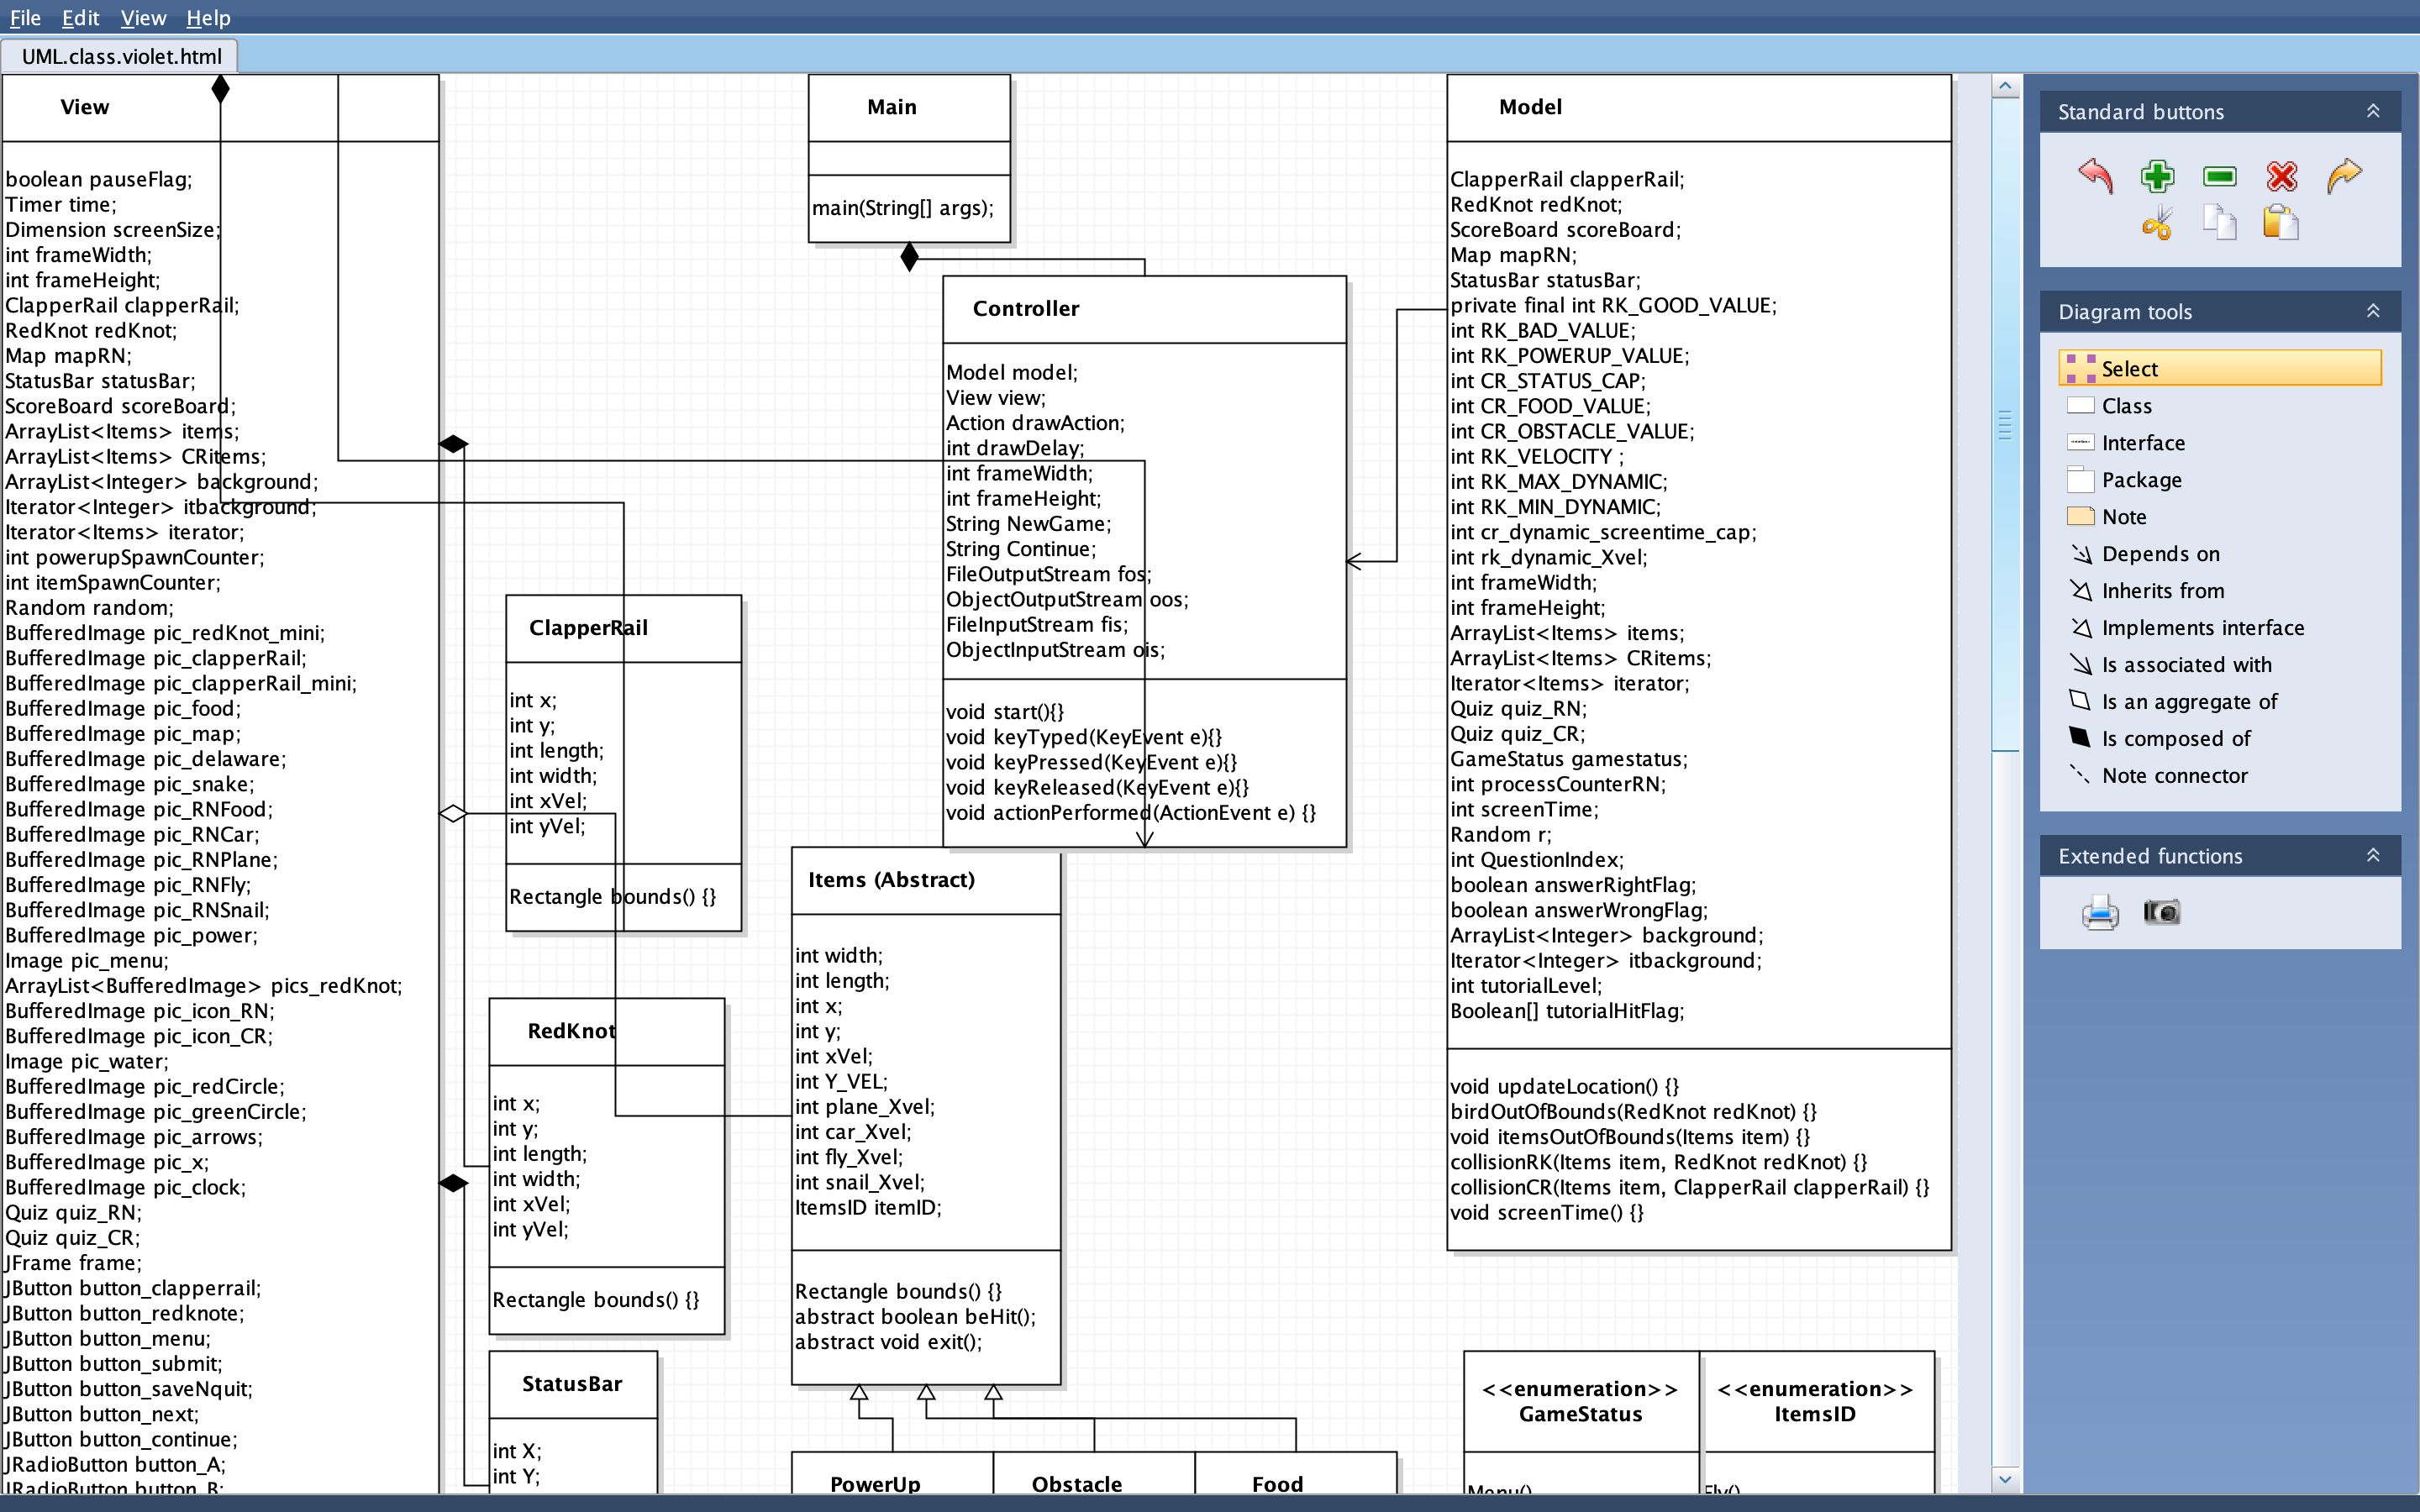 File Edit View Help
UML.class.violet.html
View
boolean pauseFlag;
Timer time;
Dimension screenSize;
int frameWidth;
int frameHeight;
ClapperRail clapperRail;
RedKnot redKnot;
Map mapRN;
StatusBar statusBar;
ScoreBoard scoreBoard;
ArrayList<Items> items;
ArrayList<Items> CRitems;
ArrayList<Integer> background;
Iterator<Integer> itbackground;
Iterator<Items> iterator;
int powerupSpawnCounter;
int itemSpawnCounter;
Random random;
BufferedImage pic_redKnot_mini;
BufferedImage pic_clapperRail;
BufferedImage pic_clapperRail_mini;
BufferedImage pic_food;
BufferedImage pic_map;
BufferedImage pic_delaware;
BufferedImage pic_snake;
BufferedImage pic_RNFood;
BufferedImage pic_RNCar;
BufferedImage pic_RNPlane;
BufferedImage pic_RNFly;
BufferedImage pic_RNSnail;
BufferedImage pic_power;
Image pic_menu;
ArrayList<BufferedImage> pics_redKnot;
BufferedImage pic_icon_RN;
BufferedImage pic_icon_CR;
Image pic_water;
BufferedImage pic_redCircle;
BufferedImage pic_greenCircle;
BufferedImage pic_arrows;
BufferedImage pic_x;
BufferedImage pic_clock;
Quiz quiz_RN;
Quiz quiz_CR;
JFrame frame;
JButton button_clapperrail;
JButton button_redknote;
JButton button_menu;
JButton button_submit;
JButton button_saveNquit;
JButton button_next;
JButton button_continue;
JRadioButton button_A;
JRadioButton button_B;
Main
main(String[] args);
Controller
Model model;
View view;
Action drawAction;
int drawDelay;
int frameWidth;
int frameHeight;
String NewGame;
String Continue;
FileOutputStream fos;
ObjectOutputStream oos;
FileInputStream fis;
ObjectInputStream ois;
void start(){}
void keyTyped(KeyEvent e){}
void keyPressed(KeyEvent e){}
void keyReleased(KeyEvent e){}
void actionPerformed(ActionEvent e) {}
ClapperRail
int x;
int y;
int length;
int width;
int xVel;
int yVel;
Rectangle bounds() {}
RedKnot
int x;
int y;
int length;
int width;
int xVel;
int yVel;
Rectangle bounds() {}
StatusBar
int X;
int Y;
Items (Abstract)
int width;
int length;
int x;
int y;
int xVel;
int Y_VEL;
int plane_Xvel;
int car_Xvel;
int fly_Xvel;
int snail_Xvel;
ItemsID itemID;
Rectangle bounds() {}
abstract boolean beHit();
abstract void exit();
PowerUp
Obstacle
Food
Model
ClapperRail clapperRail;
RedKnot redKnot;
ScoreBoard scoreBoard;
Map mapRN;
StatusBar statusBar;
private final int RK_GOOD_VALUE;
int RK_BAD_VALUE;
int RK_POWERUP_VALUE;
int CR_STATUS_CAP;
int CR_FOOD_VALUE;
int CR_OBSTACLE_VALUE;
int RK_VELOCITY ;
int RK_MAX_DYNAMIC;
int RK_MIN_DYNAMIC;
int cr_dynamic_screentime_cap;
int rk_dynamic_Xvel;
int frameWidth;
int frameHeight;
ArrayList<Items> items;
ArrayList<Items> CRitems;
Iterator<Items> iterator;
Quiz quiz_RN;
Quiz quiz_CR;
GameStatus gamestatus;
int processCounterRN;
int screenTime;
Random r;
int QuestionIndex;
boolean answerRightFlag;
boolean answerWrongFlag;
ArrayList<Integer> background;
Iterator<Integer> itbackground;
int tutorialLevel;
Boolean[] tutorialHitFlag;
void updateLocation() {}
birdOutOfBounds(RedKnot redKnot) {}
void itemsOutOfBounds(Items item) {}
collisionRK(Items item, RedKnot redKnot) {}
collisionCR(Items item, ClapperRail clapperRail) {}
void screenTime() {}
<<enumeration>>
GameStatus
Menu()
<<enumeration>>
ItemsID
Fly()
Standard buttons
Diagram tools
Select
Class
Interface
Package
Note
Depends on
Inherits from
Implements interface
Is associated with
Is an aggregate of
Is composed of
Note connector
Extended functions